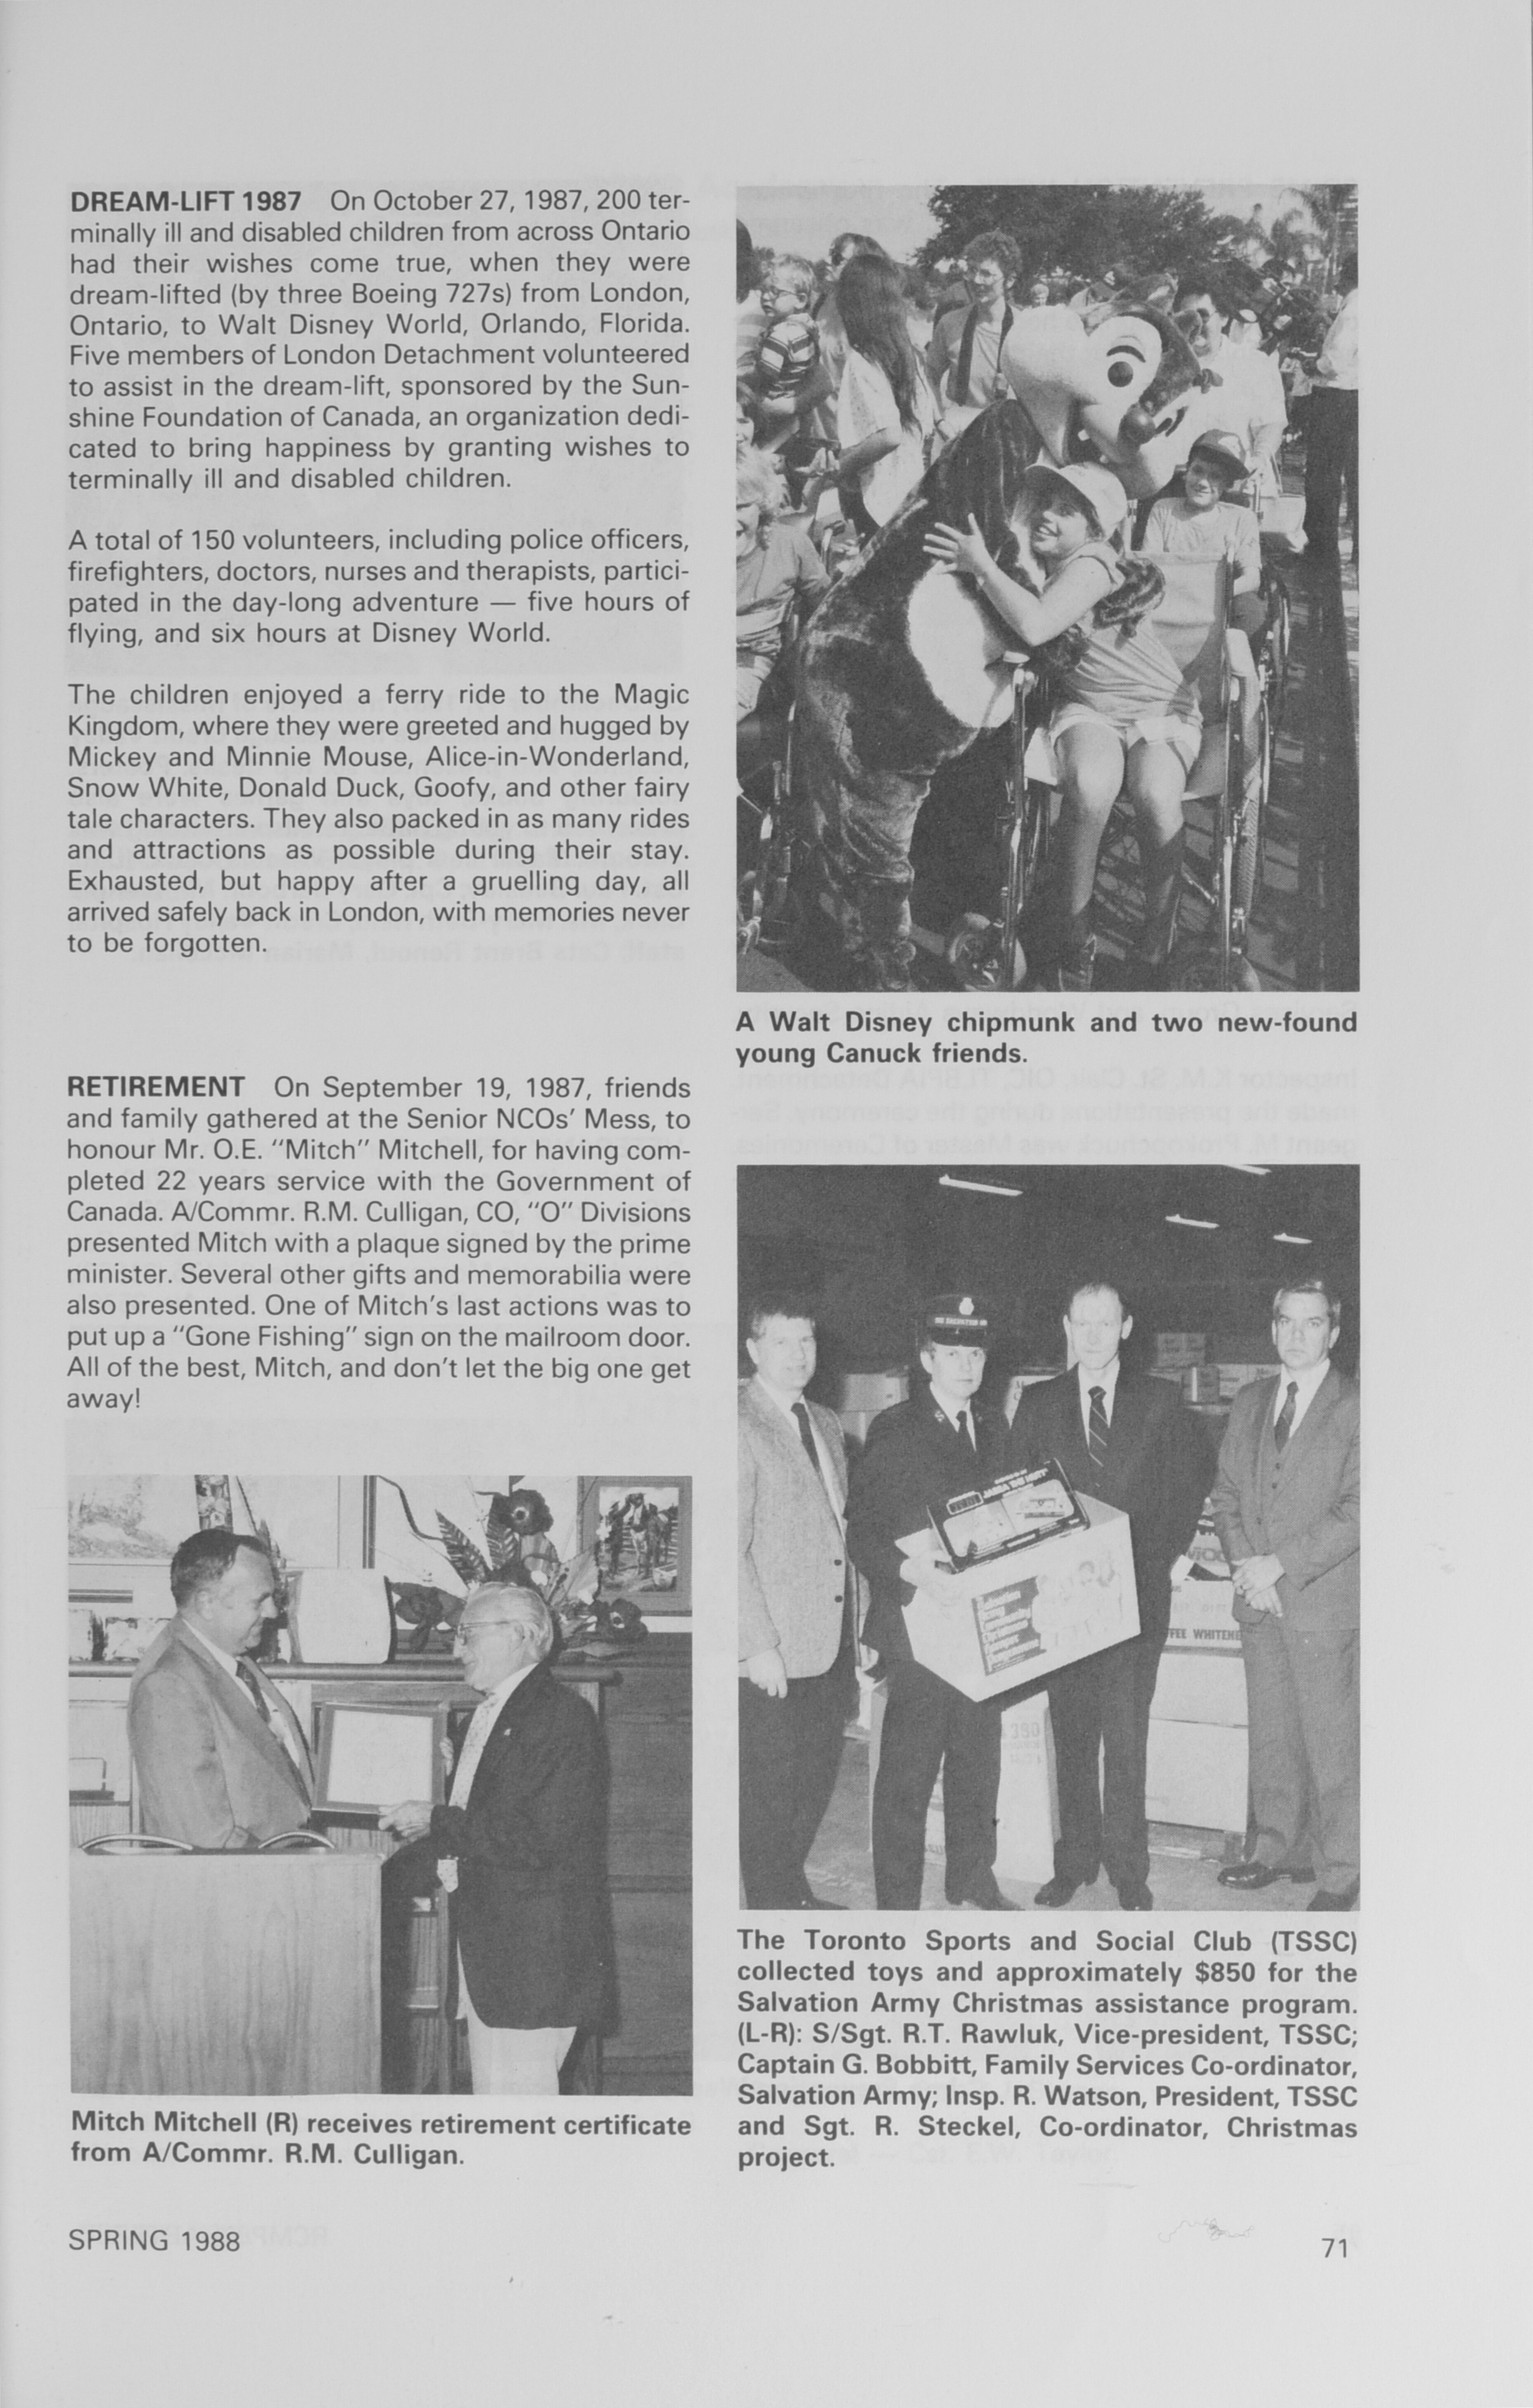 DREAM-LIFT 1987 On October 27, 1987, 200 ter-
minally ill and disabled children from across Ontario
had their wishes come true, when they were
dream-lifted (by three Boeing 727s) from London,
Ontario, to Walt Disney World, Orlando, Florida.
Five members of London Detachment volunteered
to assist in the dream-lift, sponsored by the Sun-
shine Foundation of Canada, an organization dedi-
cated to bring happiness by granting wishes to
terminally ill and disabled children.
A total of 150 volunteers, including police officers,
firefighters, doctors, nurses and therapists, partici-
pated in the day-long adventure — five hours of
flying, and six hours at Disney World.
The children enjoyed a ferry ride to the Magic
Kingdom, where they were greeted and hugged by
Mickey and Minnie Mouse, Alice-in-Wonderland,
Snow White, Donald Duck, Goofy, and other fairy
tale characters. They also packed in as many rides
and attractions as possible during their stay.
Exhausted, but happy after a gruelling day, all
arrived safely back in London, with memories never
to be forgotten.
RETIREMENT On September 19, 1987, friends
and family gathered at the Senior NCOs' Mess, to
honour Mr. O.E. "Mitch" Mitchell, for having com-
pleted 22 years service with the Government of
Canada. A/Commr. R.M. Culligan, CO, "O" Divisions
presented Mitch with a plaque signed by the prime
minister. Several other gifts and memorabilia were
also presented. One of Mitch's last actions was to
put up a "Gone Fishing" sign on the mailroom door.
All of the best, Mitch, and don't let the big one get
away!
Mitch Mitchell (R) receives retirement certificate
from A/Commr. R.M. Culligan.
A Walt Disney chipmunk and two new-found
young Canuck friends.
FEE WHITENE
390
The Toronto Sports and Social Club (TSSC)
collected toys and approximately $850 for the
Salvation Army Christmas assistance program.
(L-R): S/Sgt. R.T. Rawluk, Vice-president, TSSC;
Captain G. Bobbitt, Family Services Co-ordinator,
Salvation Army; Insp. R. Watson, President, TSSC
and Sgt. R. Steckel, Co-ordinator, Christmas
project.
SPRING 1988
71